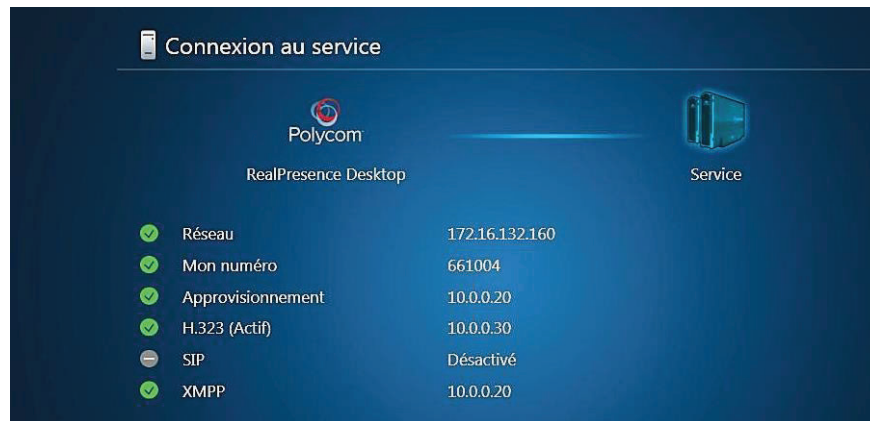 Connexion au service
Polycom
RealPresence Desktop
Service
Réseau 172.16.132.160
Mon numéro 661004
Approvisionnement 10.0.0.20
H.323 (Actif) 10.0.0.30
SIP Désactivé
XMPP 10.0.0.20